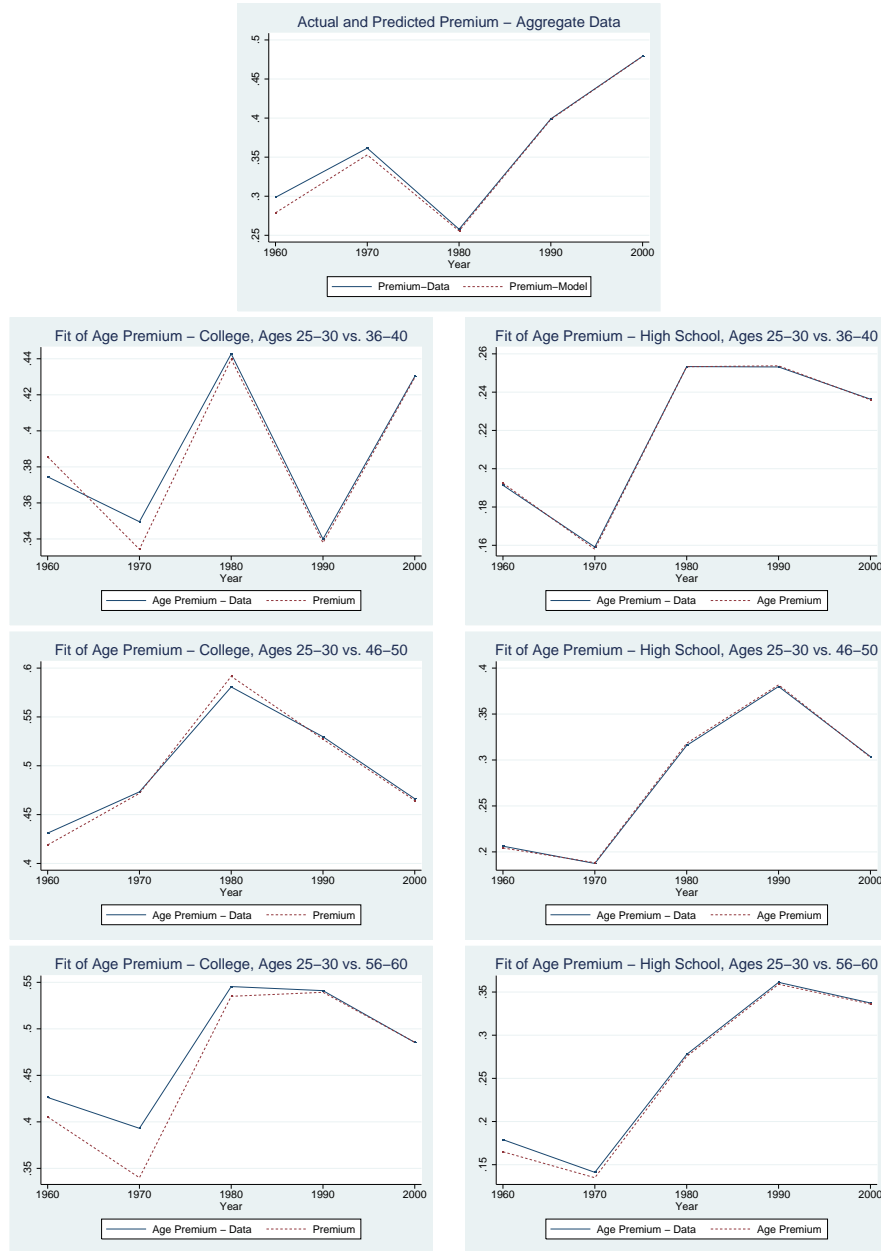 Actual and Predicted Premium – Aggregate Data
.5
.45
.4
.35
.3
.25
1960 1970 1980 1990 2000
Year
Premium–Data Premium–Model
Fit of Age Premium – College, Ages 25–30 vs. 36–40
.44
.42
.4
.38
.36
.34
1960 1970 1980 1990 2000
Year
Age Premium – Data Premium
Fit of Age Premium – High School, Ages 25–30 vs. 36–40
.26
.24
.22
.2
.18
.16
1960 1970 1980 1990 2000
Year
Age Premium – Data Age Premium
Fit of Age Premium – College, Ages 25–30 vs. 46–50
.6
.55
.5
.45
.4
1960 1970 1980 1990 2000
Year
Age Premium – Data Premium
Fit of Age Premium – High School, Ages 25–30 vs. 46–50
.4
.35
.3
.25
.2
1960 1970 1980 1990 2000
Year
Age Premium – Data Age Premium
Fit of Age Premium – College, Ages 25–30 vs. 56–60
.55
.5
.45
.4
.35
1960 1970 1980 1990 2000
Year
Age Premium – Data Premium
Fit of Age Premium – High School, Ages 25–30 vs. 56–60
.35
.3
.25
.2
.15
1960 1970 1980 1990 2000
Year
Age Premium – Data Age Premium